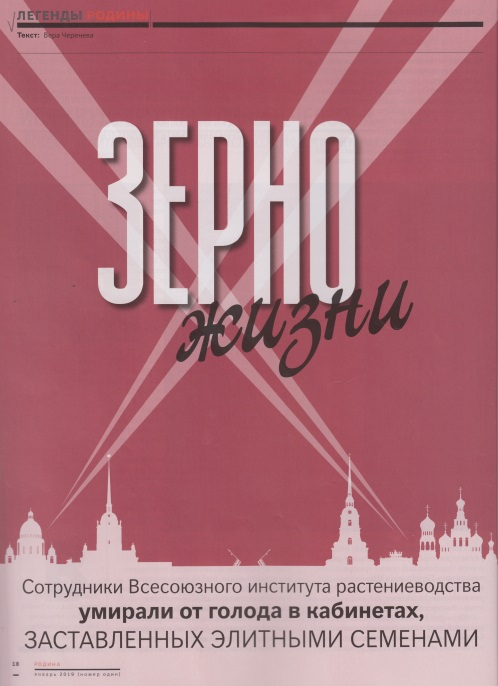 ЛЕГЕНДЫ РОДИНЫ
Текст: Вера Черенева
ЗЕРНО
жизни
Сотрудники Всесоюзного института растениеводства
умирали от голода в кабинетах,
ЗАСТАВЛЕННЫХ ЭЛИТНЫМИ СЕМЕНАМИ
18 РОДИНА
январь 2019 (номер один)